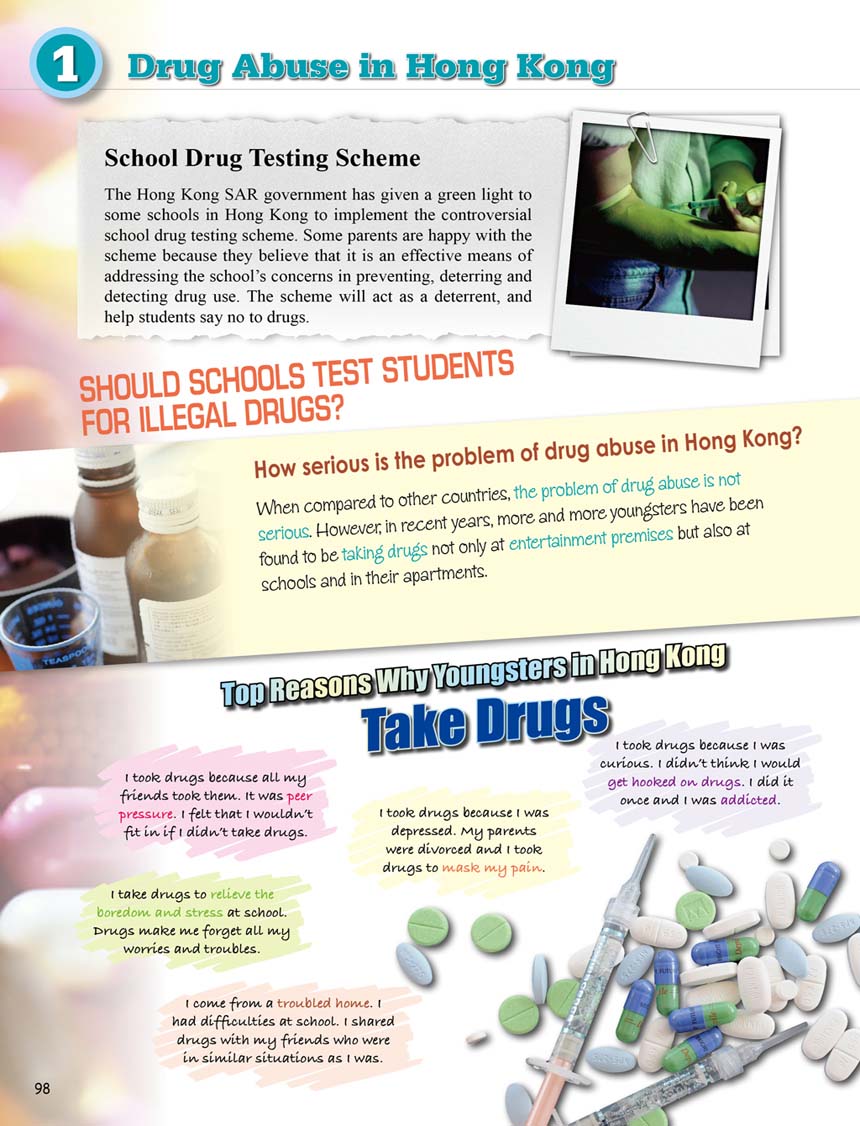 1 Drug Abuse in Hong Kong
School Drug Testing Scheme
The Hong Kong SAR government has given a green light to
some schools in Hong Kong to implement the controversial
school drug testing scheme. Some parents are happy with the
scheme because they believe that it is an effective means of
addressing the school's concerns in preventing, deterring and
detecting drug use. The scheme will act as a deterrent, and
help students say no to drugs.
SHOULD SCHOOLS TEST STUDENTS
FOR ILLEGAL DRUGS?
How serious is the problem of drug abuse in Hong Kong?
When compared to other countries, the problem of drug abuse is not
serious. However, in recent years, more and more youngsters have been
found to be taking drugs not only at entertainment premises but also at
schools and in their apartments.
TEASPOO
Top Reasons Why Youngsters in Hong Kong
Take Drugs
I took drugs because all my
friends took them. It was peer
pressure. I felt that I wouldn't
fit in if I didn't take drugs.
I took drugs because I was
depressed. My parents
were divorced and I took
drugs to mask my pain.
I took drugs because I was
curious. I didn't think I would
get hooked on drugs. I did it
once and I was addicted.
I take drugs to relieve the
boredom and stress at school.
Drugs make me forget all my
worries and troubles.
I come from a troubled home. I
had difficulties at school. I shared
drugs with my friends who were
in similar situations as I was.
98